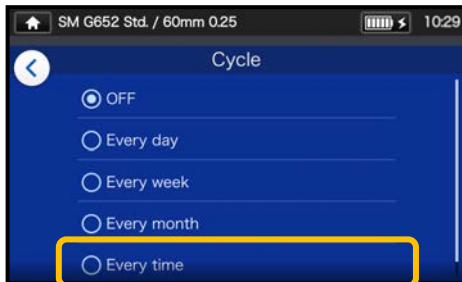 SM G652 Std. / 60mm 0.25 10:29
Cycle
OFF
Every day
Every week
Every month
Every time